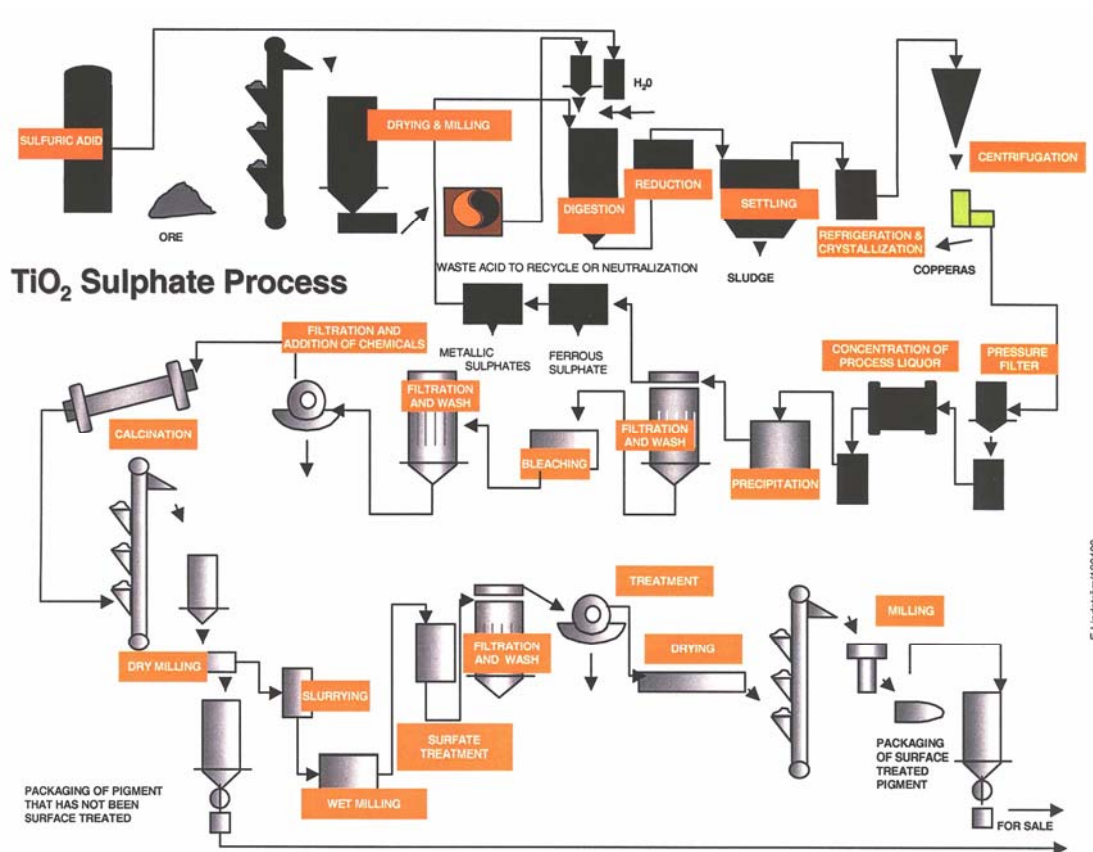 H₂0
DRYING & MILLING
SULFURIC ADID
CENTRIFUGATION
REDUCTION
SETTLING
DIGESTION
ORE
REFRIGERATION &
CRYSTALLIZATION
WASTE ACID TO RECYCLE OR NEUTRALIZATION
SLUDGE
COPPERAS
TiO₂ Sulphate Process
FILTRATION AND
ADDITION OF CHEMICALS
METALLIC
SULPHATES
FERROUS
SULPHATE
CONCENTRATION OF
PROCESS LIQUOR
PRESSURE
FILTER
FILTRATION
AND WASH
CALCINATION
FILTRATION
AND WASH
BLEACHING
PRECIPITATION
TREATMENT
MILLING
DRY MILLING
FILTRATION
AND WASH
DRYING
SLURRYING
SURFATE
TREATMENT
PACKAGING
OF SURFACE
TREATED
PIGMENT
PACKAGING OF PIGMENT
THAT HAS NOT BEEN
SURFACE TREATED
WET MILLING
FOR SALE